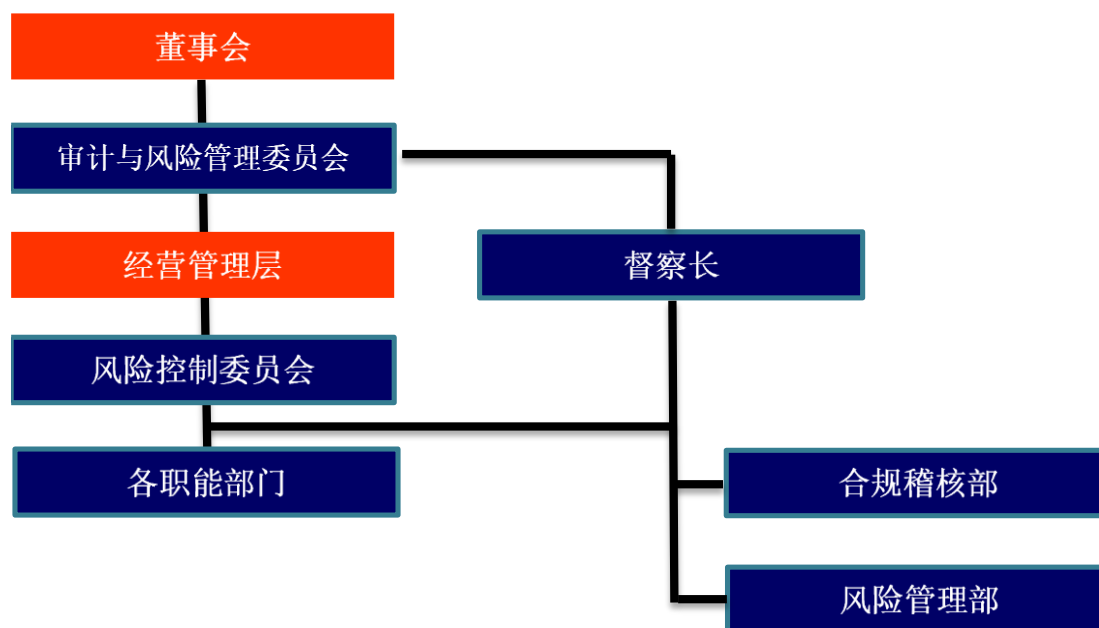 董事会
审计与风险管理委员会
经营管理层
督察长
风险控制委员会
各职能部门
合规稽核部
风险管理部